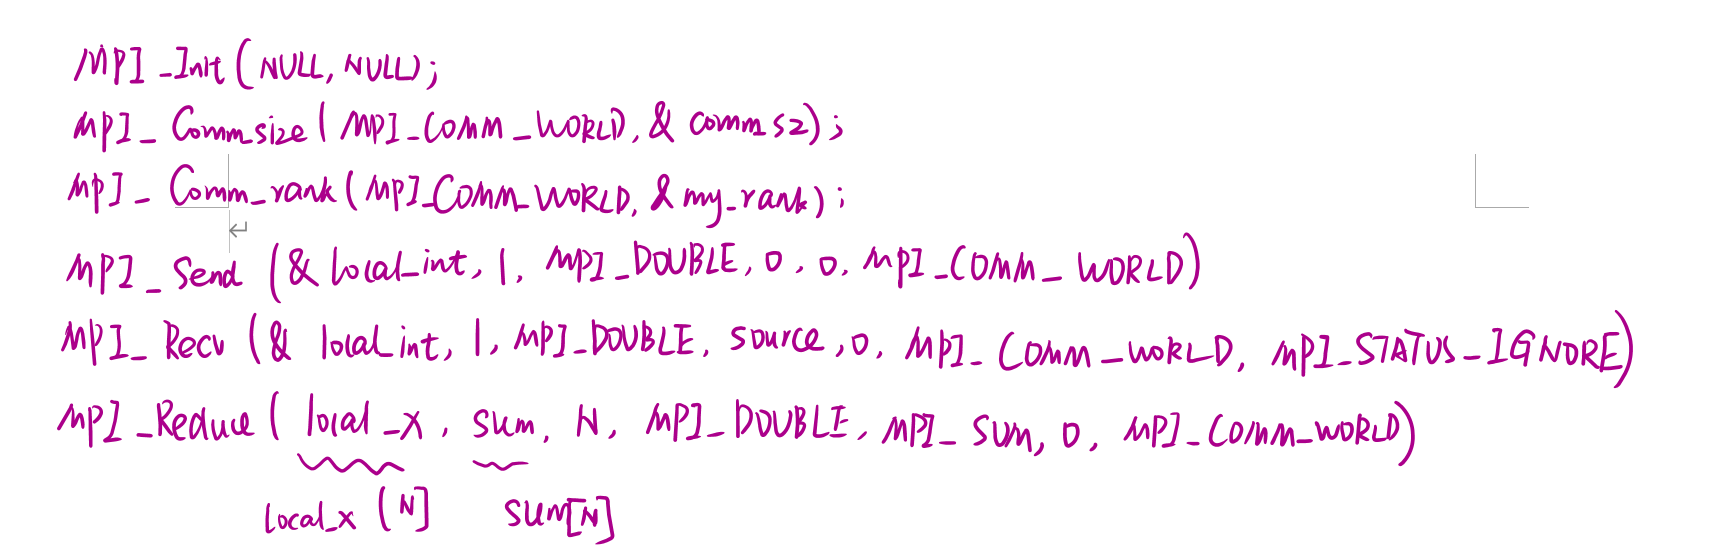 MPI_Init(NULL, NULL);
MPI_Comm_size(MPI_COMM_WORLD, &comm_sz);
MPI_Comm_rank(MPI_COMM_WORLD, &my_rank);
MPI_Send(&local_int, 1, MPI_DOUBLE, 0, 0, MPI_COMM_WORLD)
MPI_Recv(&local_int, 1, MPI_DOUBLE, source, 0, MPI_COMM_WORLD, MPI_STATUS_IGNORE)
MPI_Reduce(local_x, sum, N, MPI_DOUBLE, MPI_SUM, 0, MPI_COMM_WORLD)
local_x[N] sum[N]